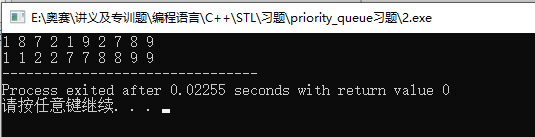 E:\奥赛\讲义及专训题\编程语言\C++\STL\习题\priority_queue习题\2.exe
1 8 7 2 1 9 2 7 8 9
1 1 2 2 7 7 8 8 9 9
--------------------------------
Process exited after 0.02255 seconds with return value 0
请按任意键继续. . .